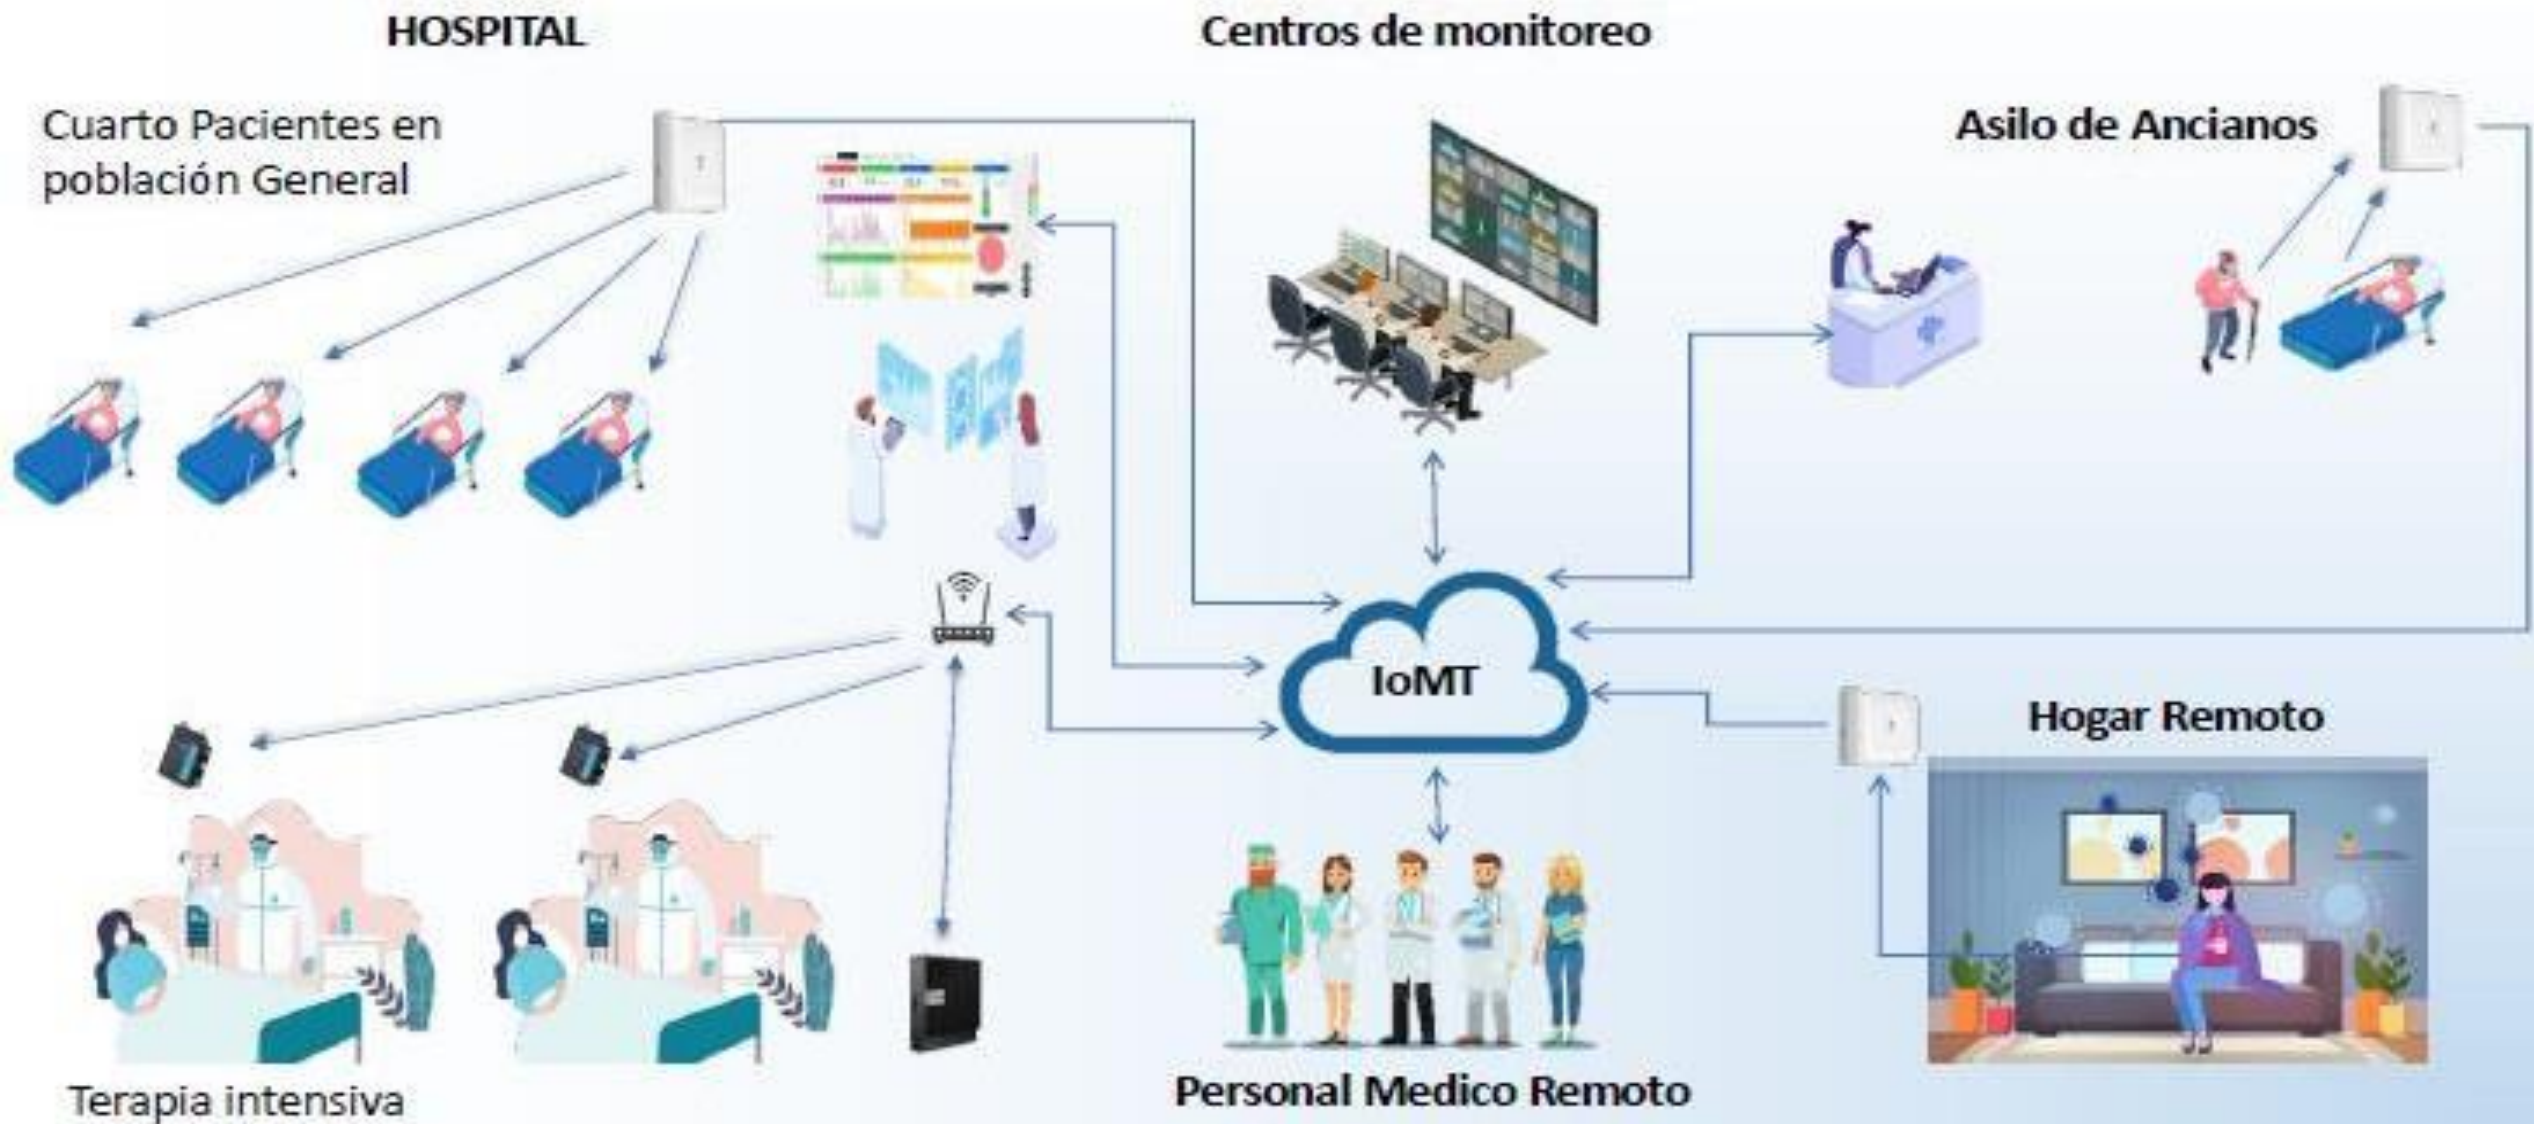 HOSPITAL
Centros de monitoreo
Cuarto Pacientes en
población General
Asilo de Ancianos
IoMT
Hogar Remoto
Terapia intensiva
Personal Medico Remoto